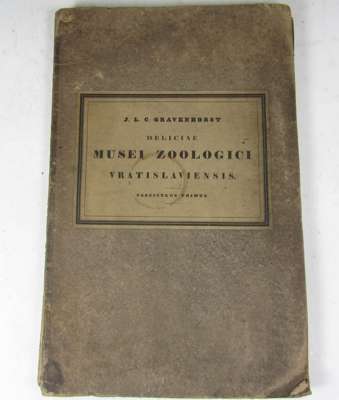 J. L. C. GRAVENHORST
DELICIAE
MUSEI ZOOLOGICI
VRATISLAVIENSIS.
FASCICULUS PRIMUS